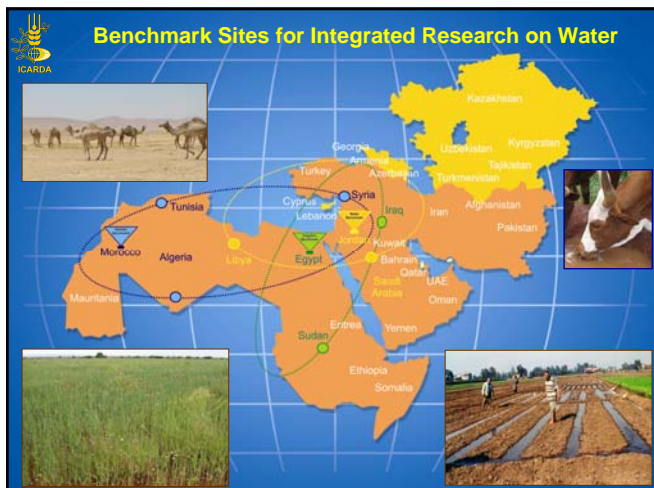 Benchmark Sites for Integrated Research on Water
ICARDA
Kazakhstan
Georgia
Uzbekistan
Kyrgyzstan
Armenia
Turkey
Azerbaijan
Tajikistan
Turkmenistan
Tunisia
Cyprus
Syria
Lebanon
Iraq
Iran
Afghanistan
Jordan
Pakistan
Morocco
Algeria
Libya
Egypt
Kuwait
Bahrain
Qatar
UAE
Saudi
Arabia
Oman
Mauritania
Eritrea
Yemen
Sudan
Ethiopia
Somalia